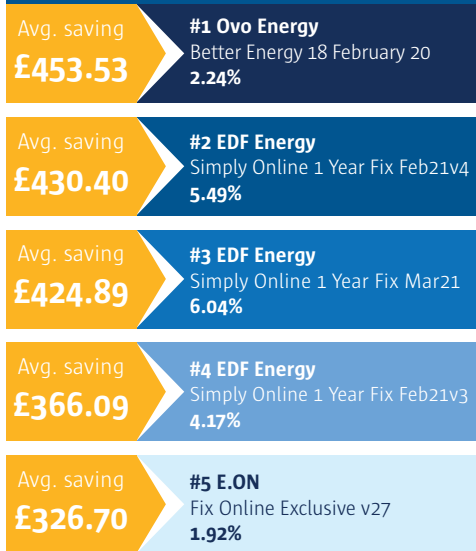 Avg. saving
£453.53
#1 Ovo Energy
Better Energy 18 February 20
2.24%
Avg. saving
£430.40
#2 EDF Energy
Simply Online 1 Year Fix Feb21v4
5.49%
Avg. saving
£424.89
#3 EDF Energy
Simply Online 1 Year Fix Mar21
6.04%
Avg. saving
£366.09
#4 EDF Energy
Simply Online 1 Year Fix Feb21v3
4.17%
Avg. saving
£326.70
#5 E.ON
Fix Online Exclusive v27
1.92%